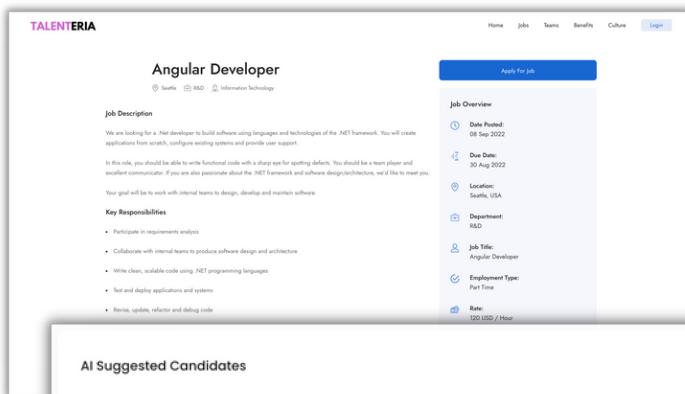 TALENTERIA
Home Jobs Teams Benefits Culture Login
Angular Developer
Seattle R&D Information Technology
Apply For Job
Job Description
We are looking for a .Net developer to build software using languages and technologies of the .NET framework. You will create
applications from scratch, configure existing systems and provide user support.
In this role, you should be able to write functional code with a sharp eye for spotting defects. You should be a team player and
excellent communicator. If you are also passionate about the .NET framework and software design/architecture, we'd like to meet you.
Your goal will be to work with internal teams to design, develop and maintain software.
Key Responsibilities
Participate in requirements analysis
Collaborate with internal teams to produce software design and architecture
Write clean, scalable code using .NET programming languages
Test and deploy applications and systems
Revise, update, refactor and debug code
Job Overview
Date Posted:
08 Sep 2022
Due Date:
30 Aug 2022
Location:
Seattle, USA
Department:
R&D
Job Title:
Angular Developer
Employment Type:
Part Time
Rate:
120 USD / Hour
AI Suggested Candidates